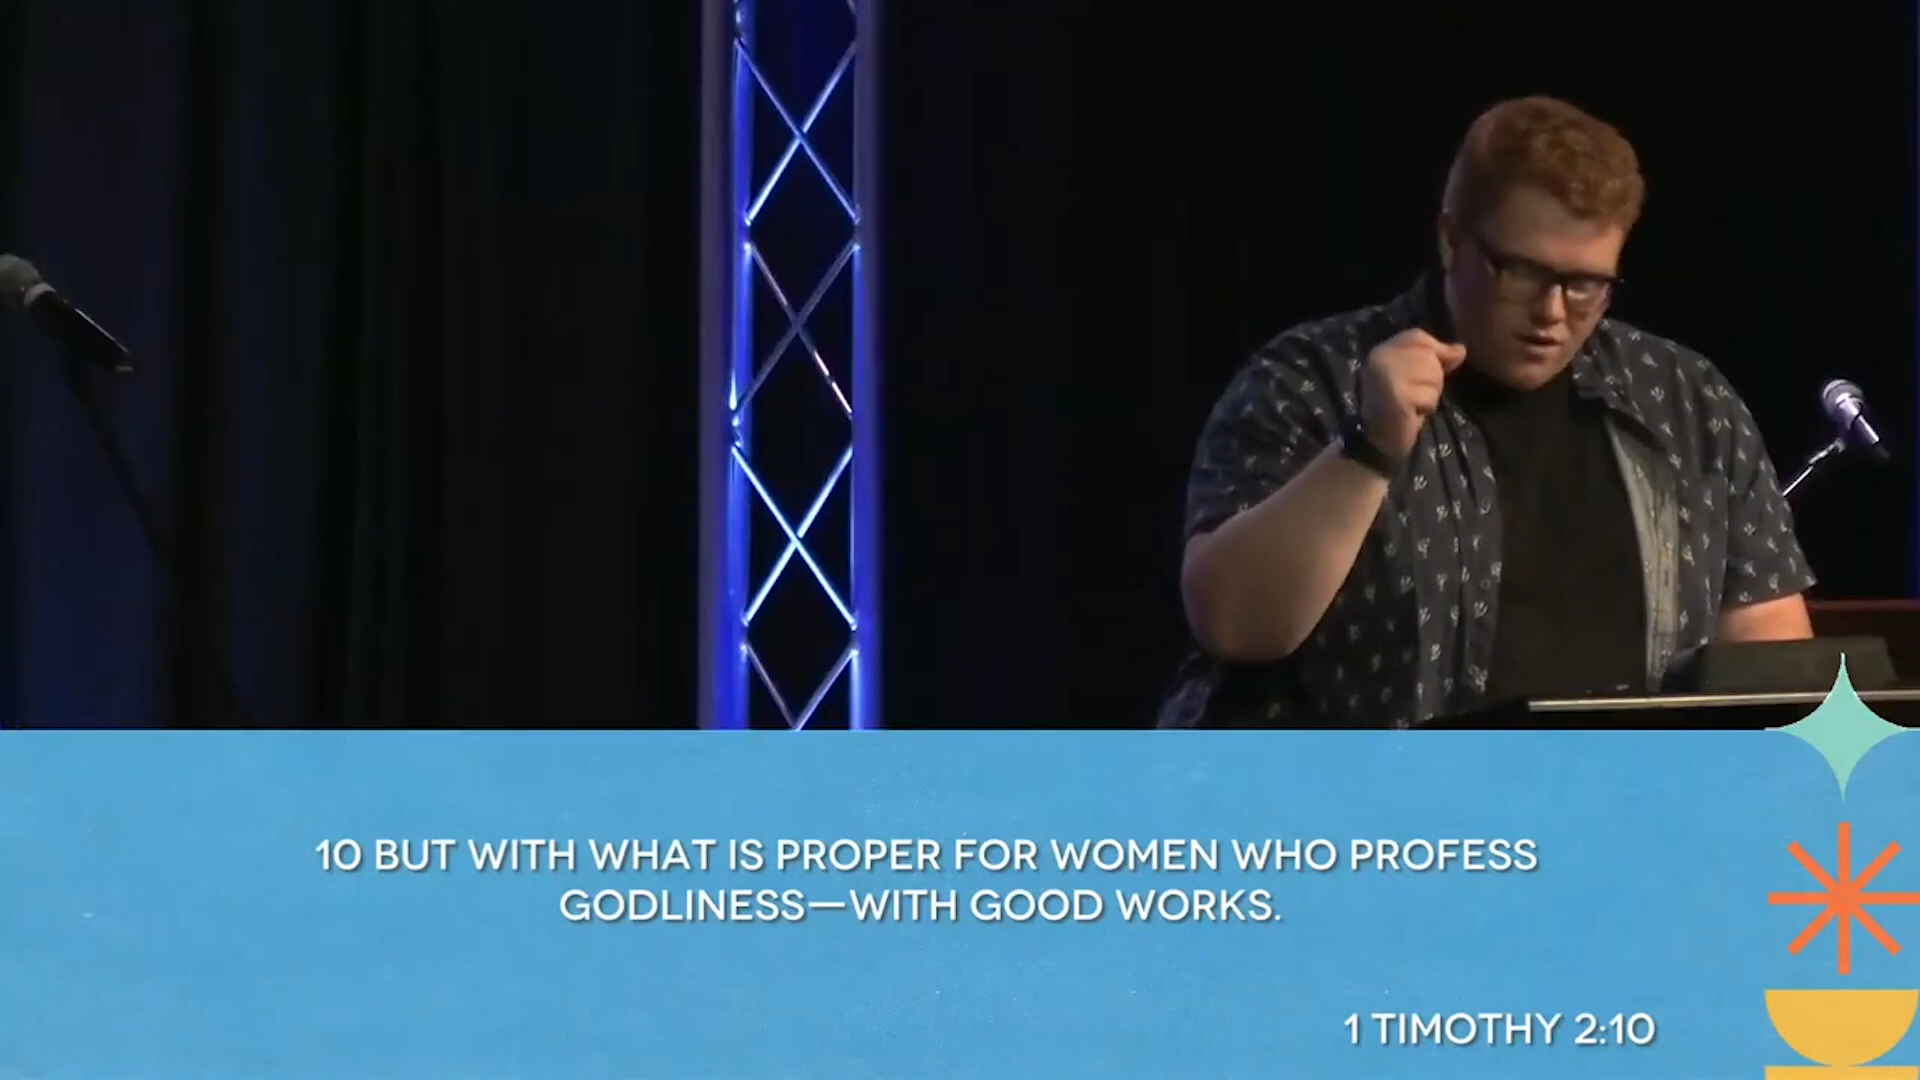 10 BUT WITH WHAT IS PROPER FOR WOMEN WHO PROFESS
GODLINESS—WITH GOOD WORKS.
1 TIMOTHY 2:10